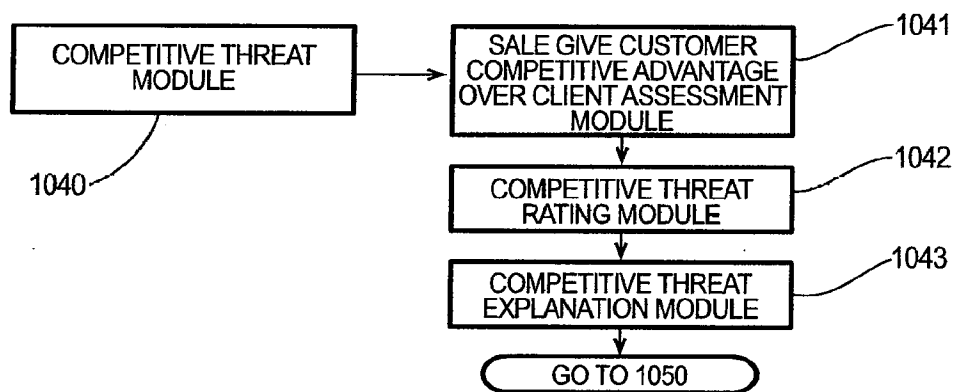 COMPETITIVE THREAT
MODULE
1040
SALE GIVE CUSTOMER
COMPETITIVE ADVANTAGE
OVER CLIENT ASSESSMENT
MODULE
1041
COMPETITIVE THREAT
RATING MODULE
1042
COMPETITIVE THREAT
EXPLANATION MODULE
1043
GO TO 1050